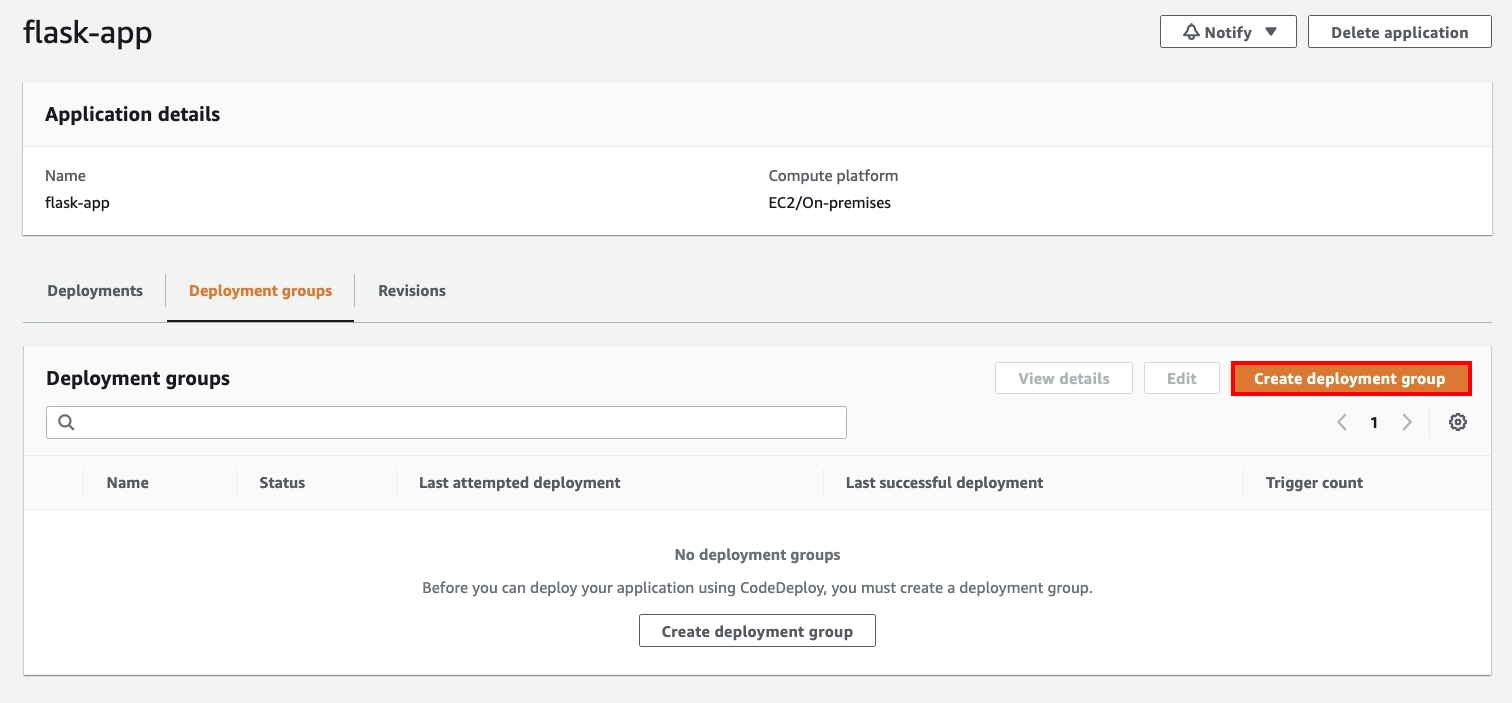 flask-app
Notify
Delete application
Application details
Name
Compute platform
flask-app
EC2/On-premises
Deployments
Deployment groups
Revisions
Deployment groups
View details
Edit
Create deployment group
1
Name
Status
Last attempted deployment
Last successful deployment
Trigger count
No deployment groups
Before you can deploy your application using CodeDeploy, you must create a deployment group.
Create deployment group